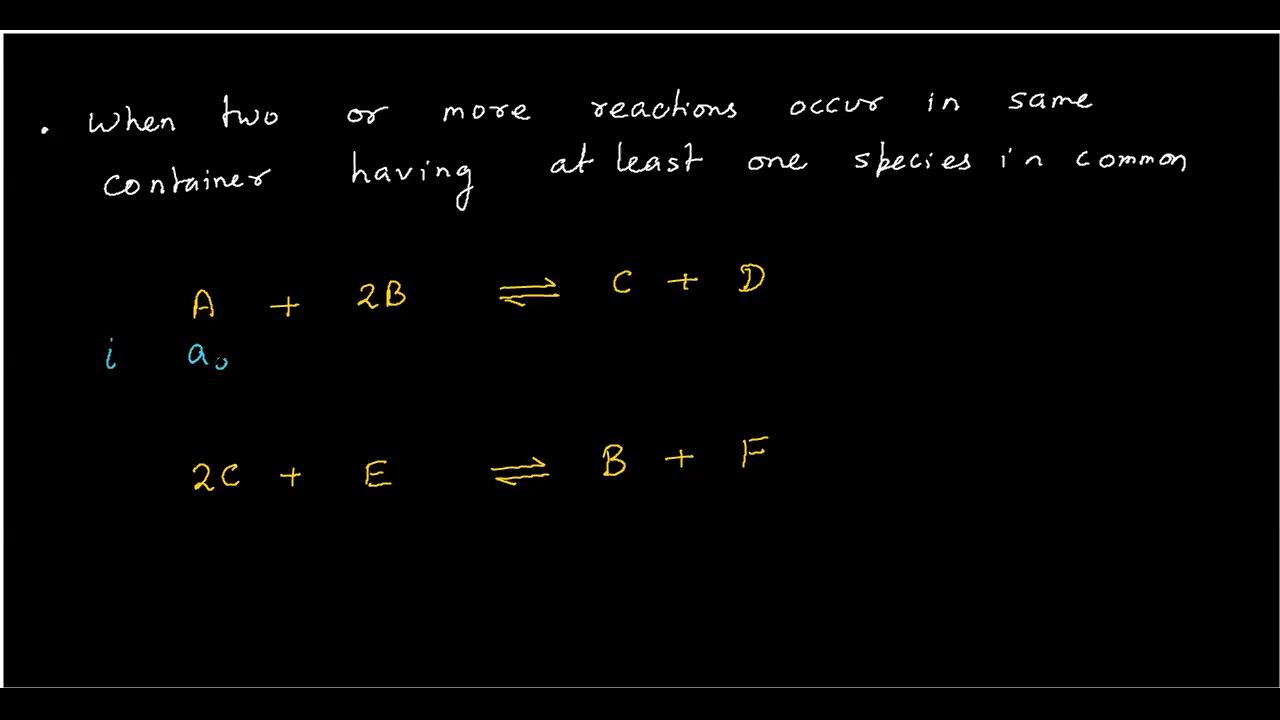 . When two or more reactions occur in same
container having at least one species in common
A + 2B ⇌ C + D
i a₀
2C + E ⇌ B + F